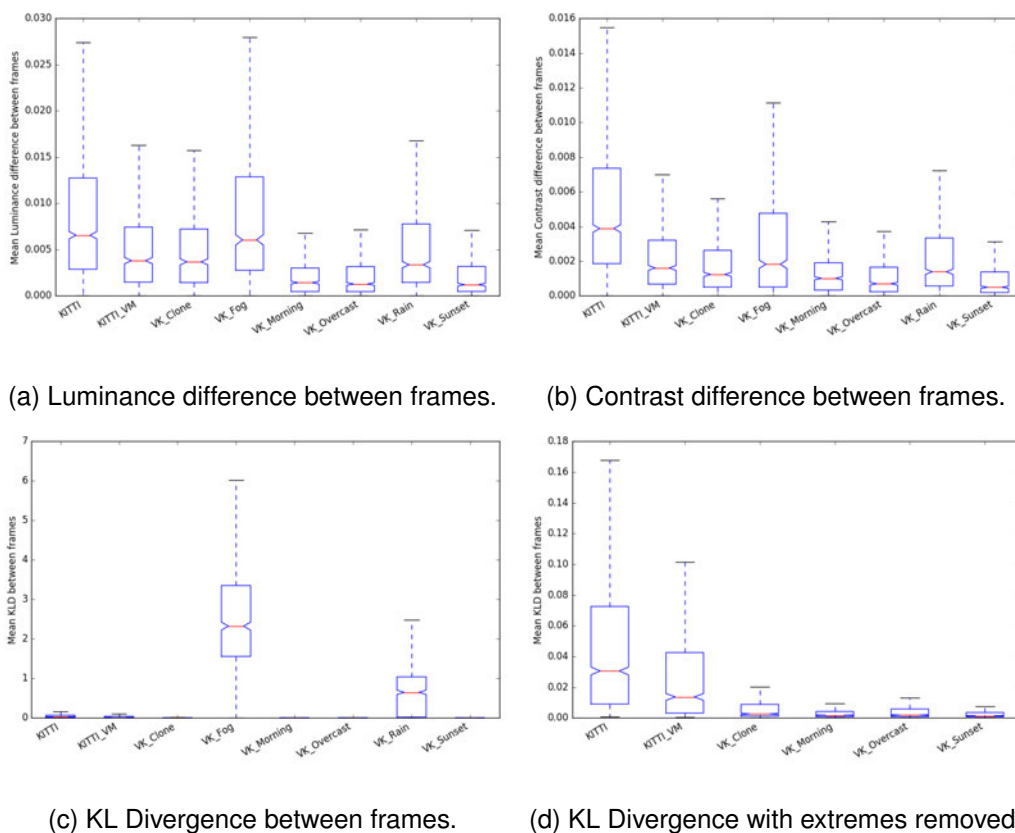 0.030
0.025
0.020
0.015
0.010
0.005
0.000
Mean Luminance difference between frames
KITTI
KITTI_VM
VK_Clone
VK_Fog
VK_Morning
VK_Overcast
VK_Rain
VK_Sunset
(a) Luminance difference between frames.
0.016
0.014
0.012
0.010
0.008
0.006
0.004
0.002
0.000
Mean Contrast difference between frames
KITTI
KITTI_VM
VK_Clone
VK_Fog
VK_Morning
VK_Overcast
VK_Rain
VK_Sunset
(b) Contrast difference between frames.
7
6
5
4
3
2
1
0
Mean KLD between frames
KITTI
KITTI_VM
VK_Clone
VK_Fog
VK_Morning
VK_Overcast
VK_Rain
VK_Sunset
(c) KL Divergence between frames.
0.18
0.16
0.14
0.12
0.10
0.08
0.06
0.04
0.02
0.00
Mean KLD between frames
KITTI
KITTI_VM
VK_Clone
VK_Morning
VK_Overcast
VK_Sunset
(d) KL Divergence with extremes removed